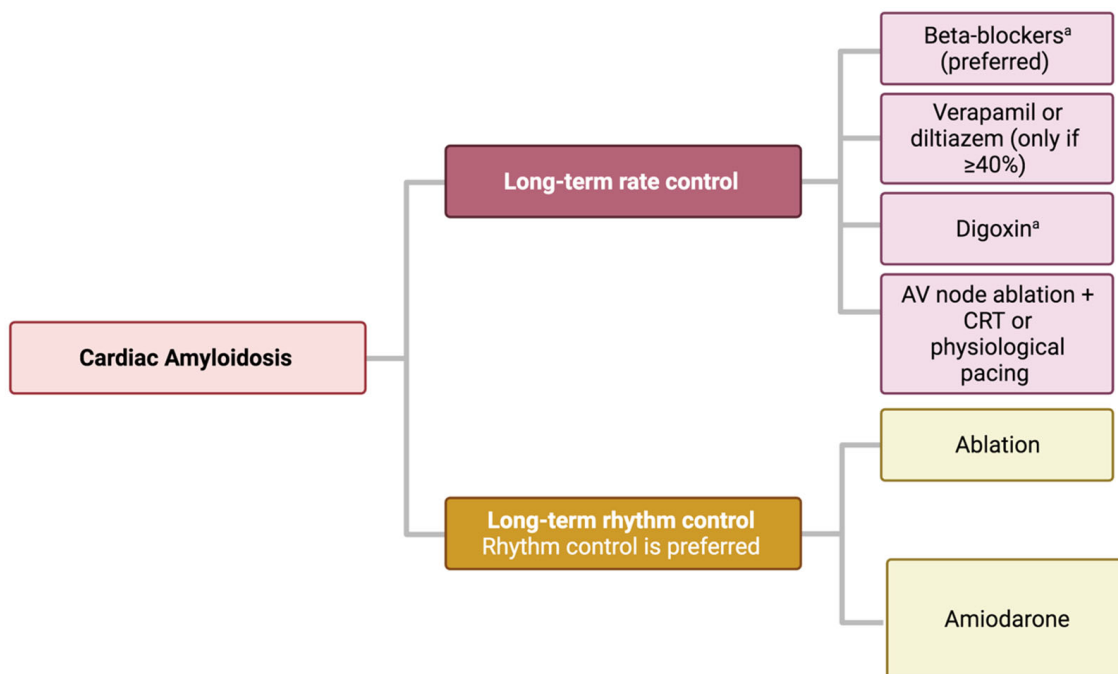 Beta-blockersᵃ
(preferred)
Verapamil or
diltiazem (only if
≥40%)
Long-term rate control
Digoxinᵃ
AV node ablation +
CRT or
physiological
pacing
Cardiac Amyloidosis
Ablation
Long-term rhythm control
Rhythm control is preferred
Amiodarone